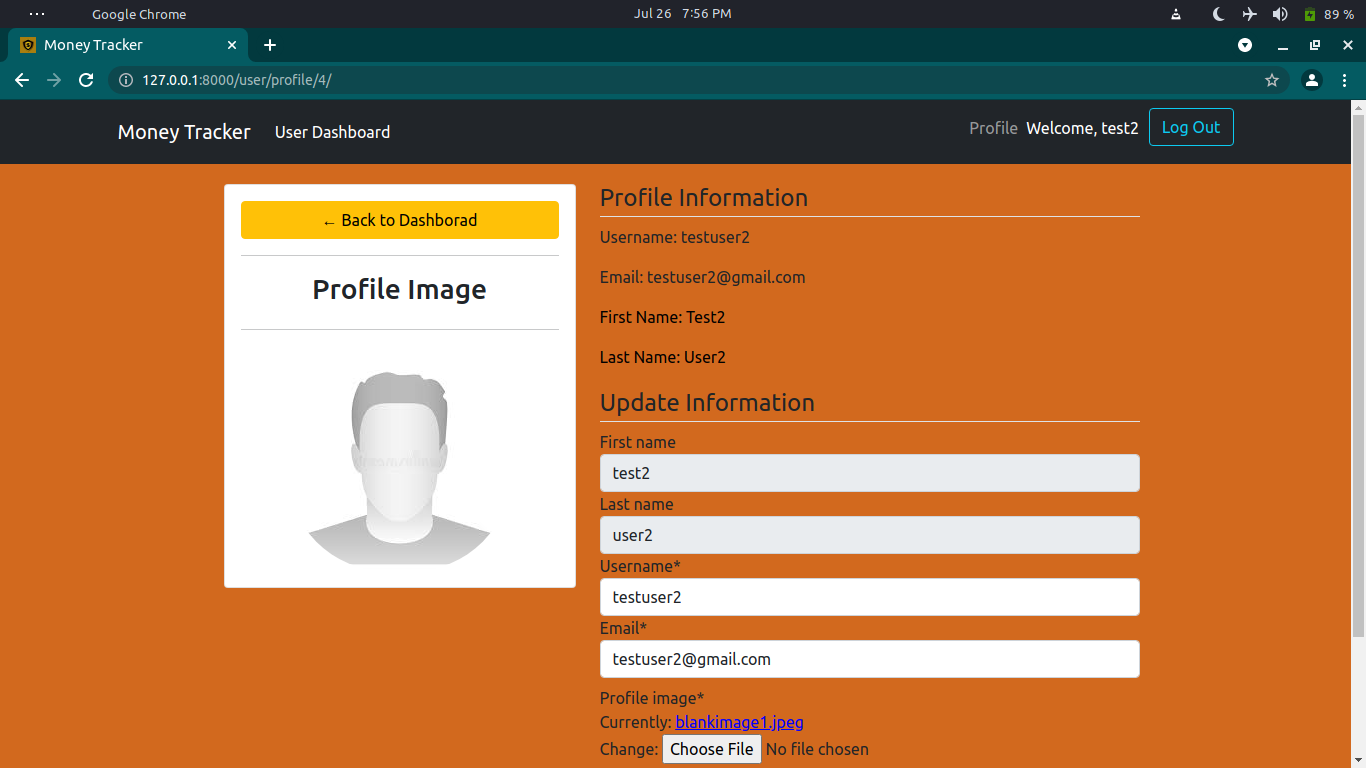 Google Chrome
Jul 26 7:56 PM
89 %
Money Tracker
127.0.0.1:8000/user/profile/4/
Money Tracker
User Dashboard
Profile Welcome, test2 Log Out
← Back to Dashborad
Profile Image
Profile Information
Username: testuser2
Email: testuser2@gmail.com
First Name: Test2
Last Name: User2
Update Information
First name
test2
Last name
user2
Username*
testuser2
Email*
testuser2@gmail.com
Profile image*
Currently: blankimage1.jpeg
Change: Choose File No file chosen